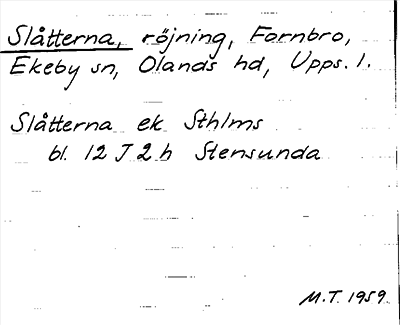 Slåtterna, röjning, Fornbro,
Ekeby sn, Olands hd, Upps. l.
Slåtterna ek Sthlms
bl. 12 J 2 h Stensunda
M.T. 1959